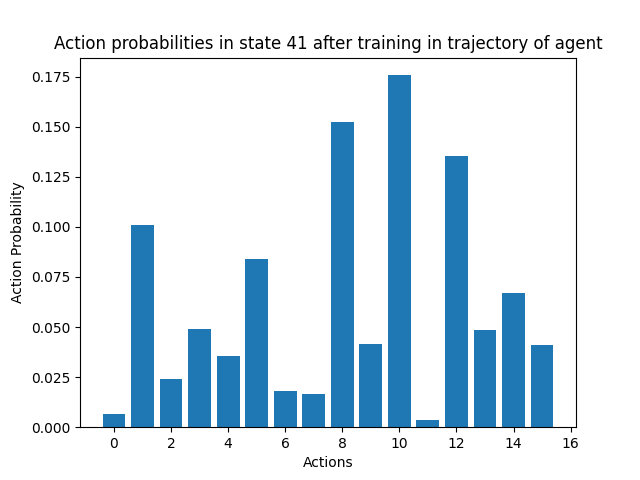 Action probabilities in state 41 after training in trajectory of agent
0.175
0.150
0.125
0.100
0.075
0.050
0.025
0.000
Action Probability
0 2 4 6 8 10 12 14 16
Actions